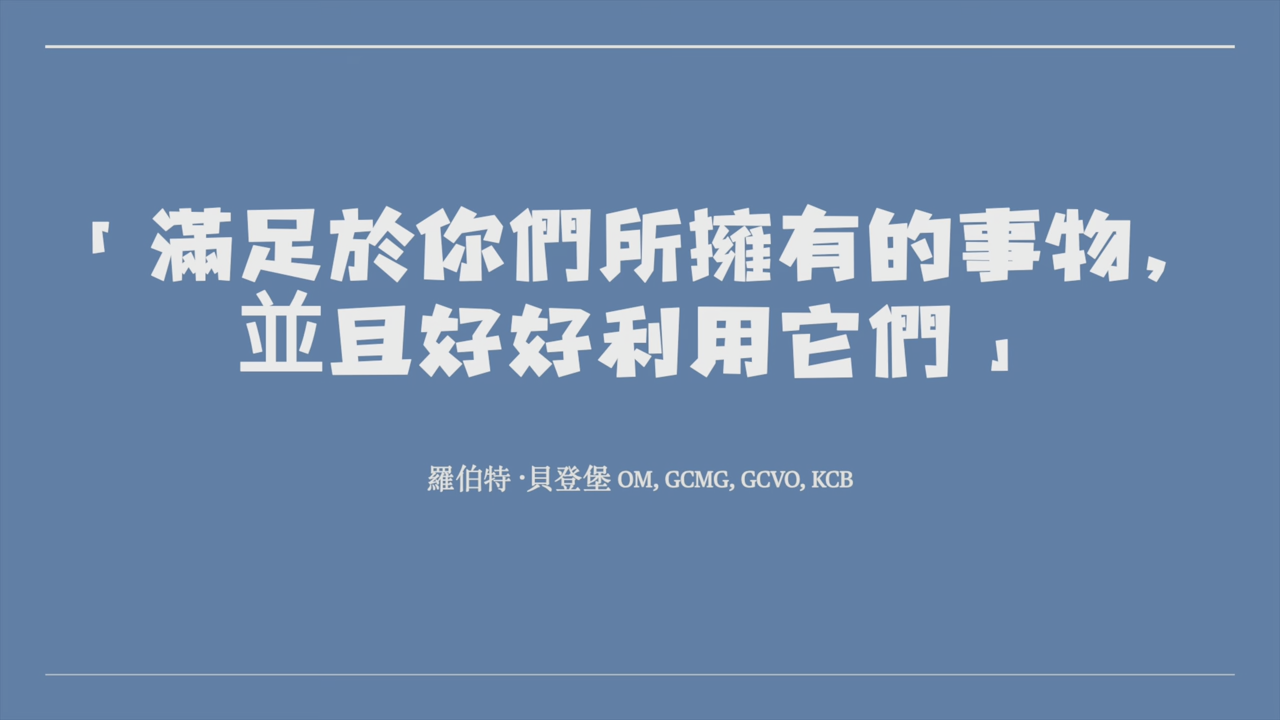 「 滿足於你們所擁有的事物,
並且好好利用它們 」
羅伯特 ·貝登堡 OM, GCMG, GCVO, KCB